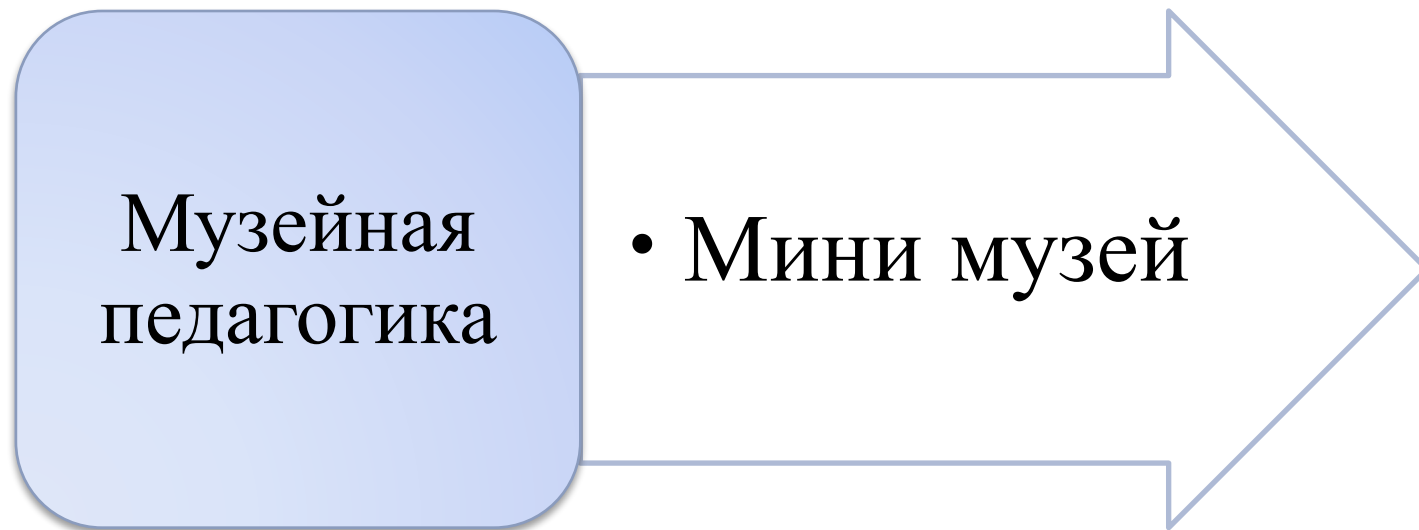 Музейная
педагогика
• Мини музей